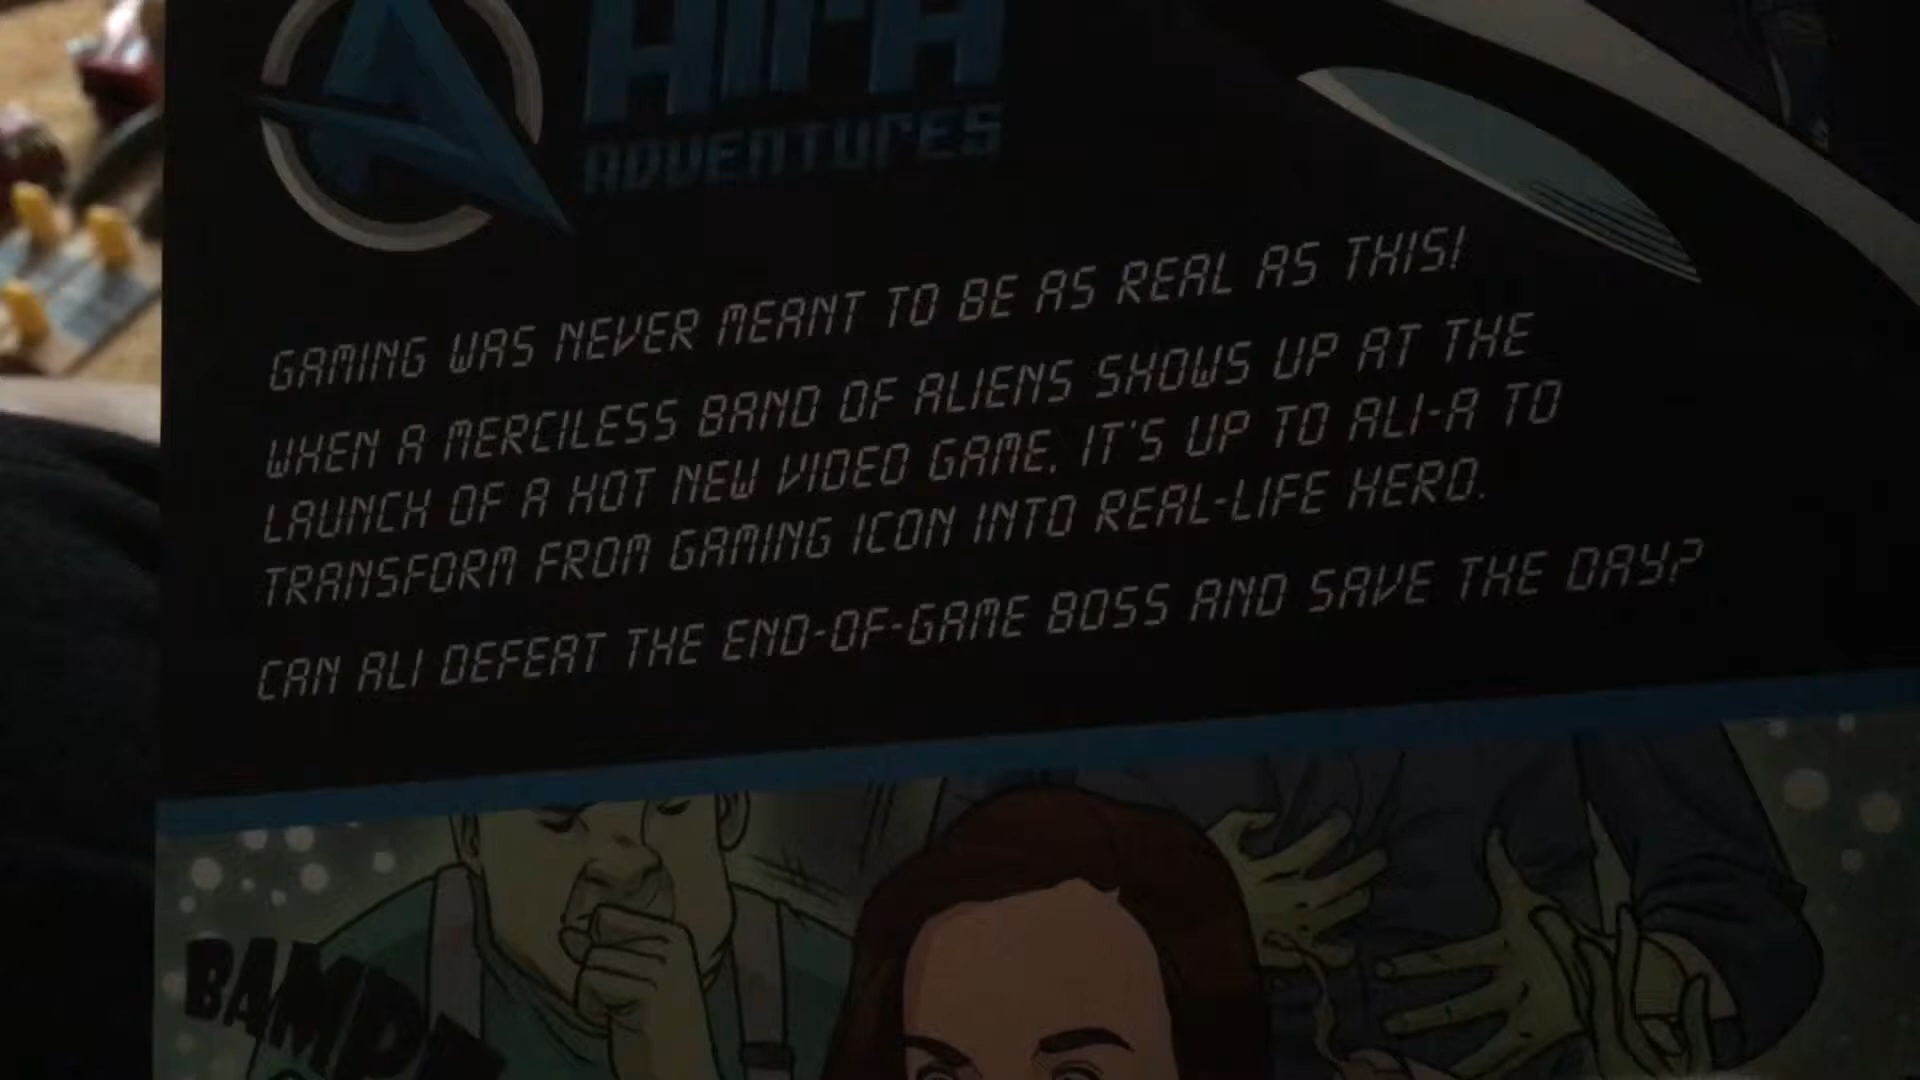 ADVENTURES
GAMING WAS NEVER MEANT TO BE AS REAL AS THIS!
WHEN A MERCILESS BAND OF ALIENS SHOWS UP AT THE
LAUNCH OF A HOT NEW VIDEO GAME, IT'S UP TO ALI-A TO
TRANSFORM FROM GAMING ICON INTO REAL-LIFE HERO.
CAN ALI DEFEAT THE END-OF-GAME BOSS AND SAVE THE DAY?